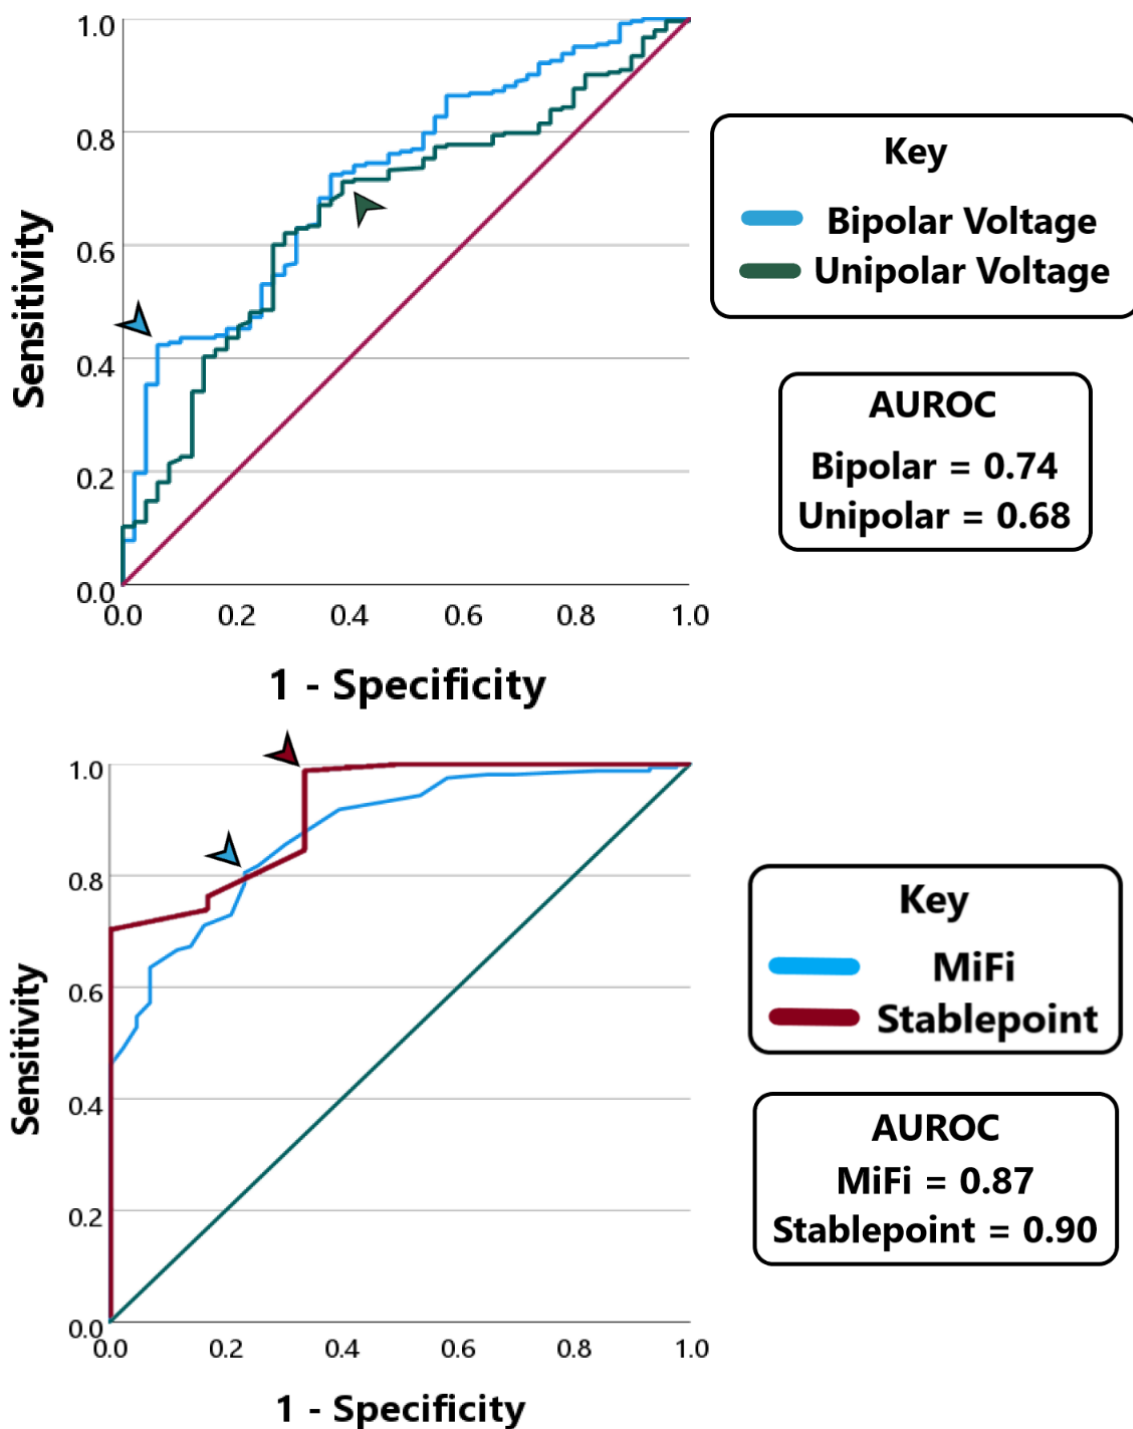 1.0
0.8
0.6
0.4
0.2
0.0
Sensitivity
0.0 0.2 0.4 0.6 0.8 1.0
1 - Specificity
Key
Bipolar Voltage
Unipolar Voltage
AUROC
Bipolar = 0.74
Unipolar = 0.68
1.0
0.8
0.6
0.4
0.2
0.0
Sensitivity
0.0 0.2 0.4 0.6 0.8 1.0
1 - Specificity
Key
MiFi
Stablepoint
AUROC
MiFi = 0.87
Stablepoint = 0.90